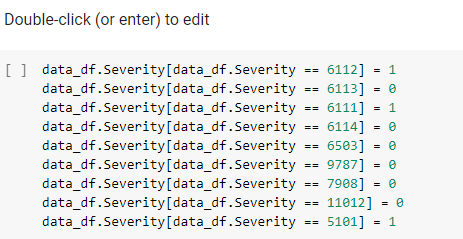 Double-click (or enter) to edit
[ ] data_df.Severity[data_df.Severity == 6112] = 1
data_df.Severity[data_df.Severity == 6113] = 0
data_df.Severity[data_df.Severity == 6111] = 1
data_df.Severity[data_df.Severity == 6114] = 0
data_df.Severity[data_df.Severity == 6503] = 0
data_df.Severity[data_df.Severity == 9787] = 0
data_df.Severity[data_df.Severity == 7908] = 0
data_df.Severity[data_df.Severity == 11012] = 0
data_df.Severity[data_df.Severity == 5101] = 1